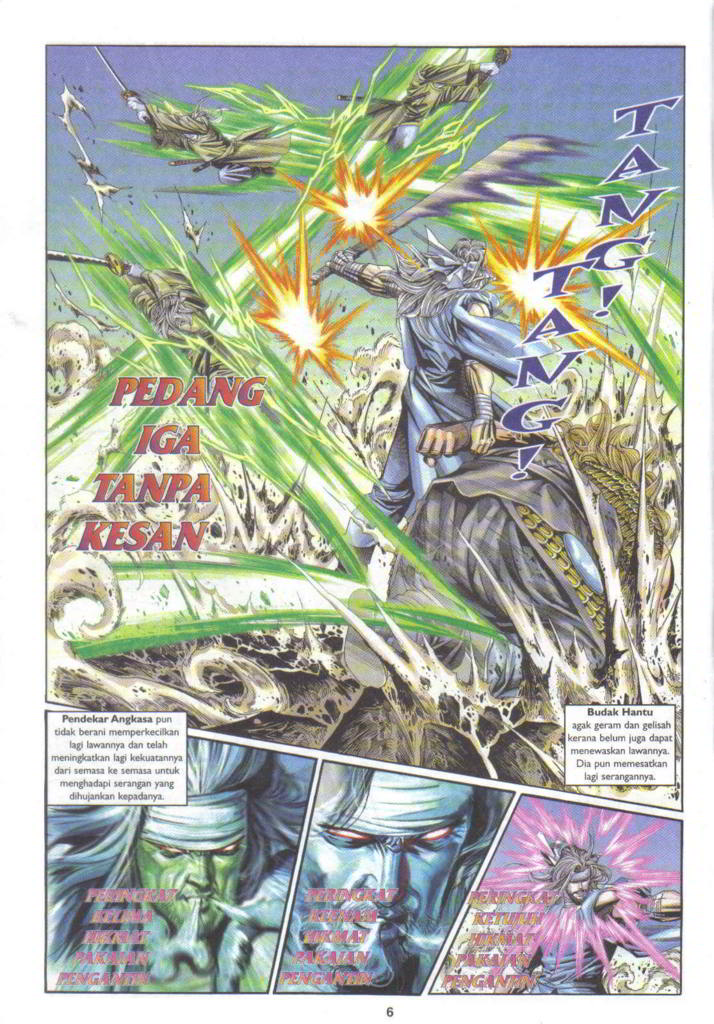 TANG!
TANG!
PEDANG
IGA
TANPA
KESAN
Pendekar Angkasa pun
tidak berani memperkecilkan
lagi lawannya dan telah
meningkatkan lagi kekuatannya
dari semasa ke semasa untuk
menghadapi serangan yang
dihujankan kepadanya.
Budak Hantu
agak geram dan gelisah
kerana belum juga dapat
menewaskan lawannya.
Dia pun memesatkan
lagi serangannya.
PERINGKAT
KELIMA
HIKMAT
PAKAIAN
PENGANTIN
PERINGKAT
KEENAM
HIKMAT
PAKAIAN
PENGANTIN
PERINGKAT
KETUJUH
HIKMAT
PAKAIAN
PENGANTIN
6